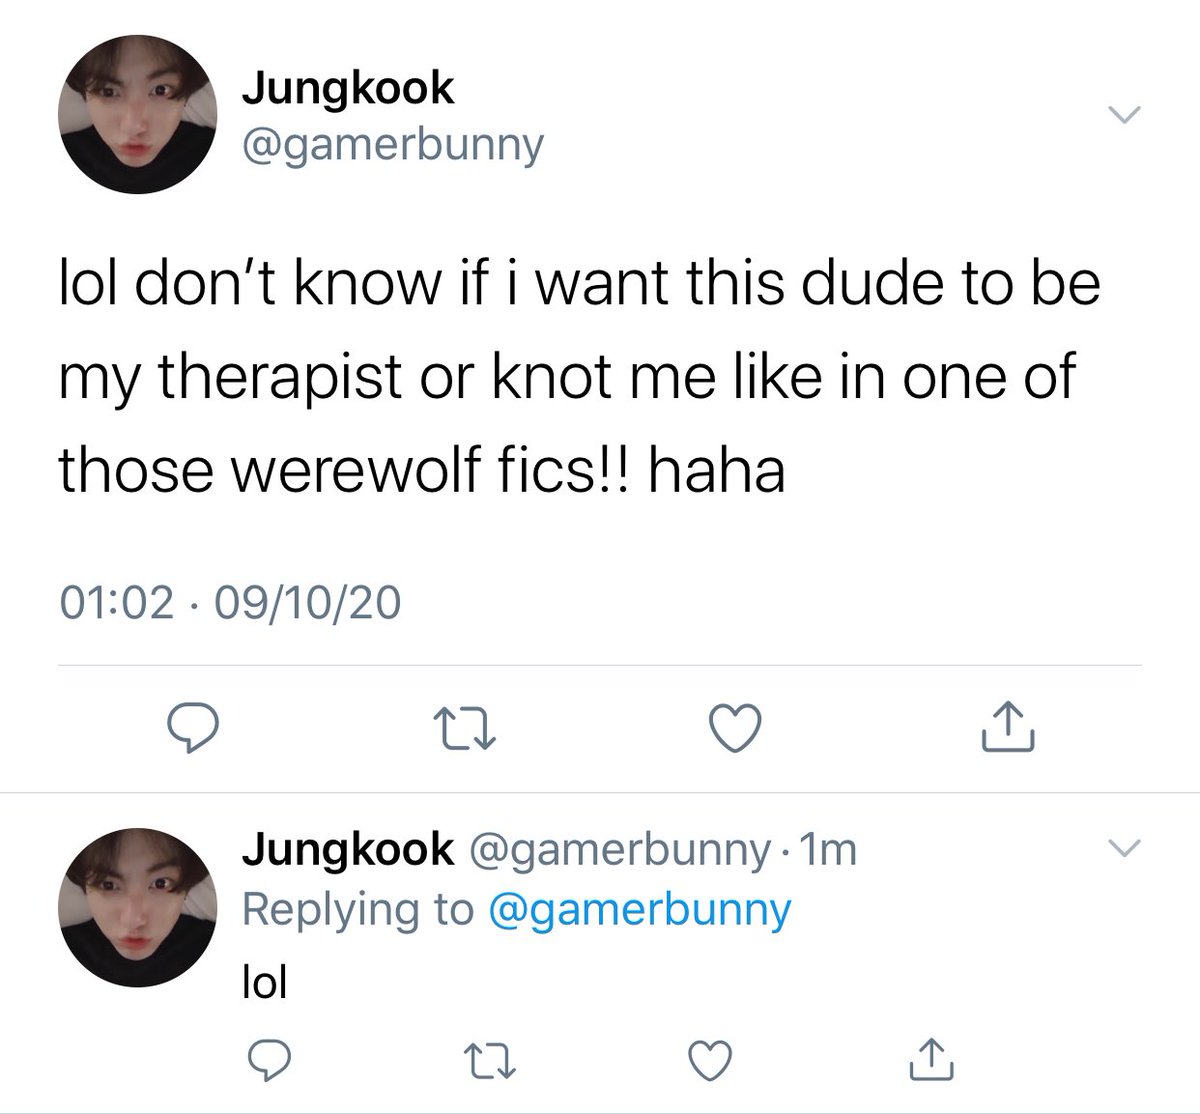 Jungkook
@gamerbunny
lol don’t know if i want this dude to be
my therapist or knot me like in one of
those werewolf fics!! haha
01:02 · 09/10/20
Jungkook @gamerbunny · 1m
Replying to @gamerbunny
lol